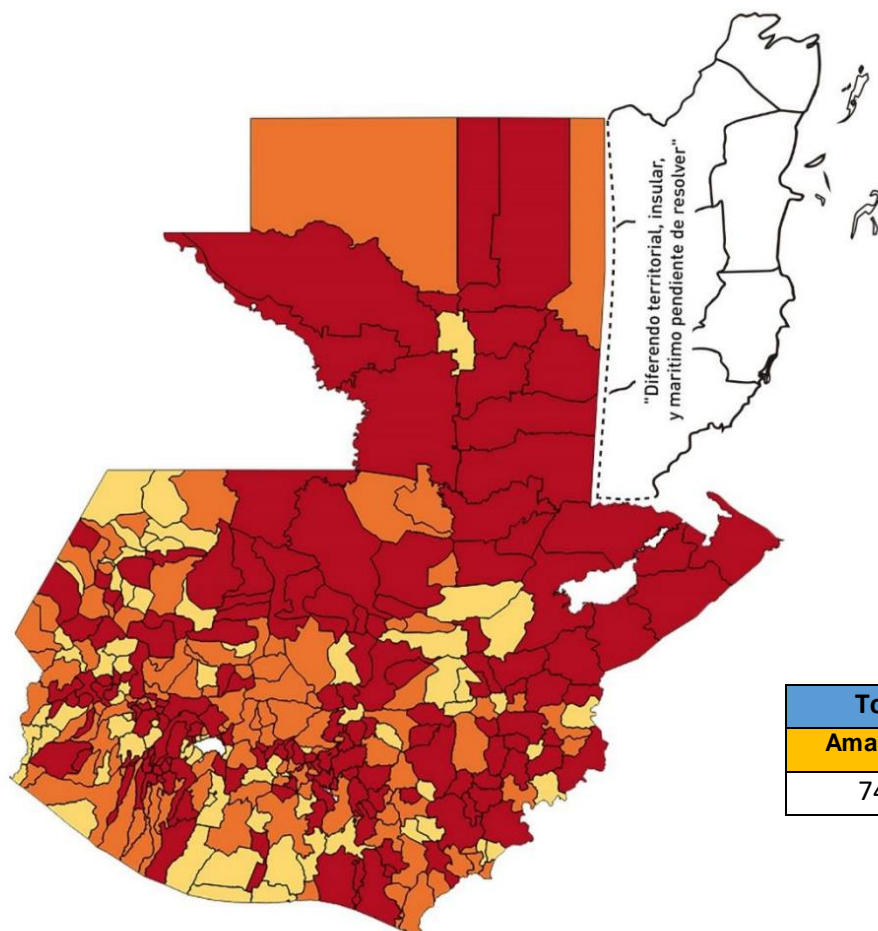 "Diferendo territorial, insular,
y marítimo pendiente de resolver"
To
Ama
74